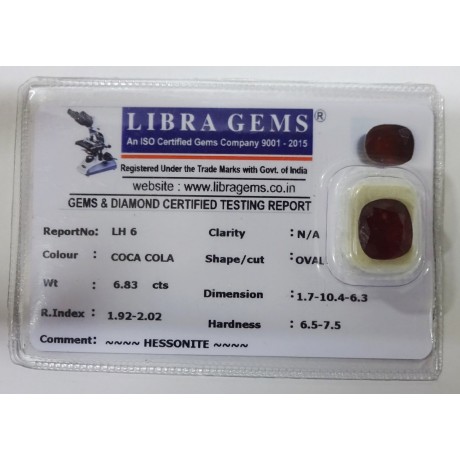 LIBRA GEMS®
An ISO Certified Gems Company 9001 - 2015
Registered Under the Trade Marks with Govt. of India
website : www.libragems.co.in
GEMS & DIAMOND CERTIFIED TESTING REPORT
ReportNo: LH 6 Clarity : N/A
Colour : COCA COLA Shape/cut : OVAL
Wt : 6.83 cts Dimension : 1.7-10.4-6.3
R.Index : 1.92-2.02 Hardness : 6.5-7.5
Comment: ~~~~ HESSONITE ~~~~